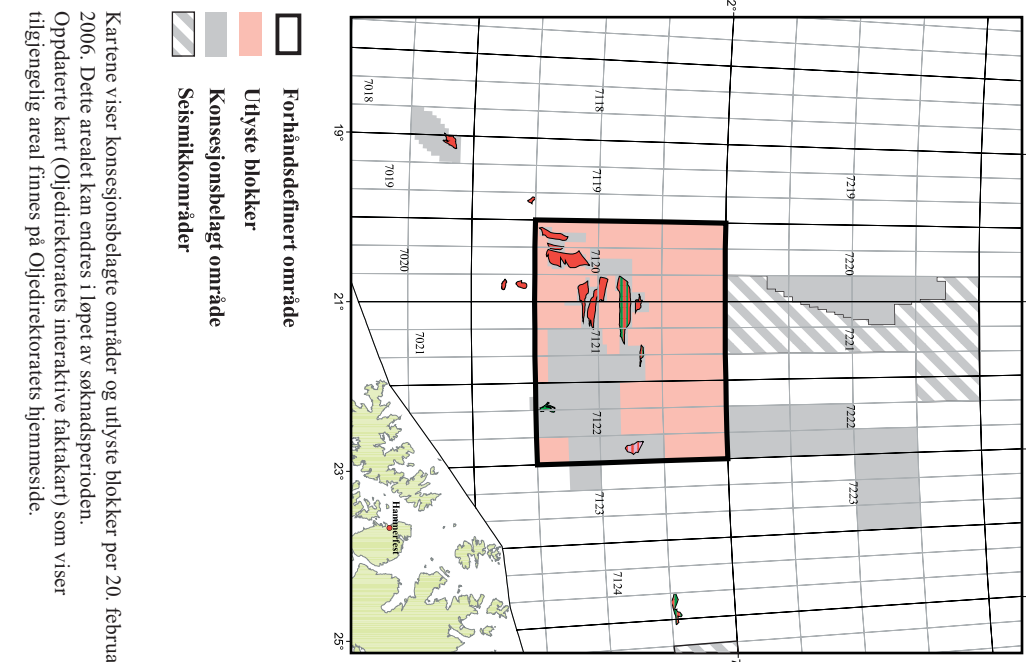 2°
7018
7118
19°
7019
7119
7219
7020
7120
7220
21°
7021
7121
7221
7122
7222
23°
7123
7223
Hammerfest
7124
25°
Forhåndsdefinert område
Utlyste blokker
Konsesjonsbelagt område
Seismikkområder
Kartene viser konsesjonsbelagte områder og utlyste blokker per 20. februa
2006. Dette arealet kan endres i løpet av søknadsperioden.
Oppdaterte kart (Oljedirektoratets interaktive faktakart) som viser
tilgjengelig areal finnes på Oljedirektoratets hjemmeside.